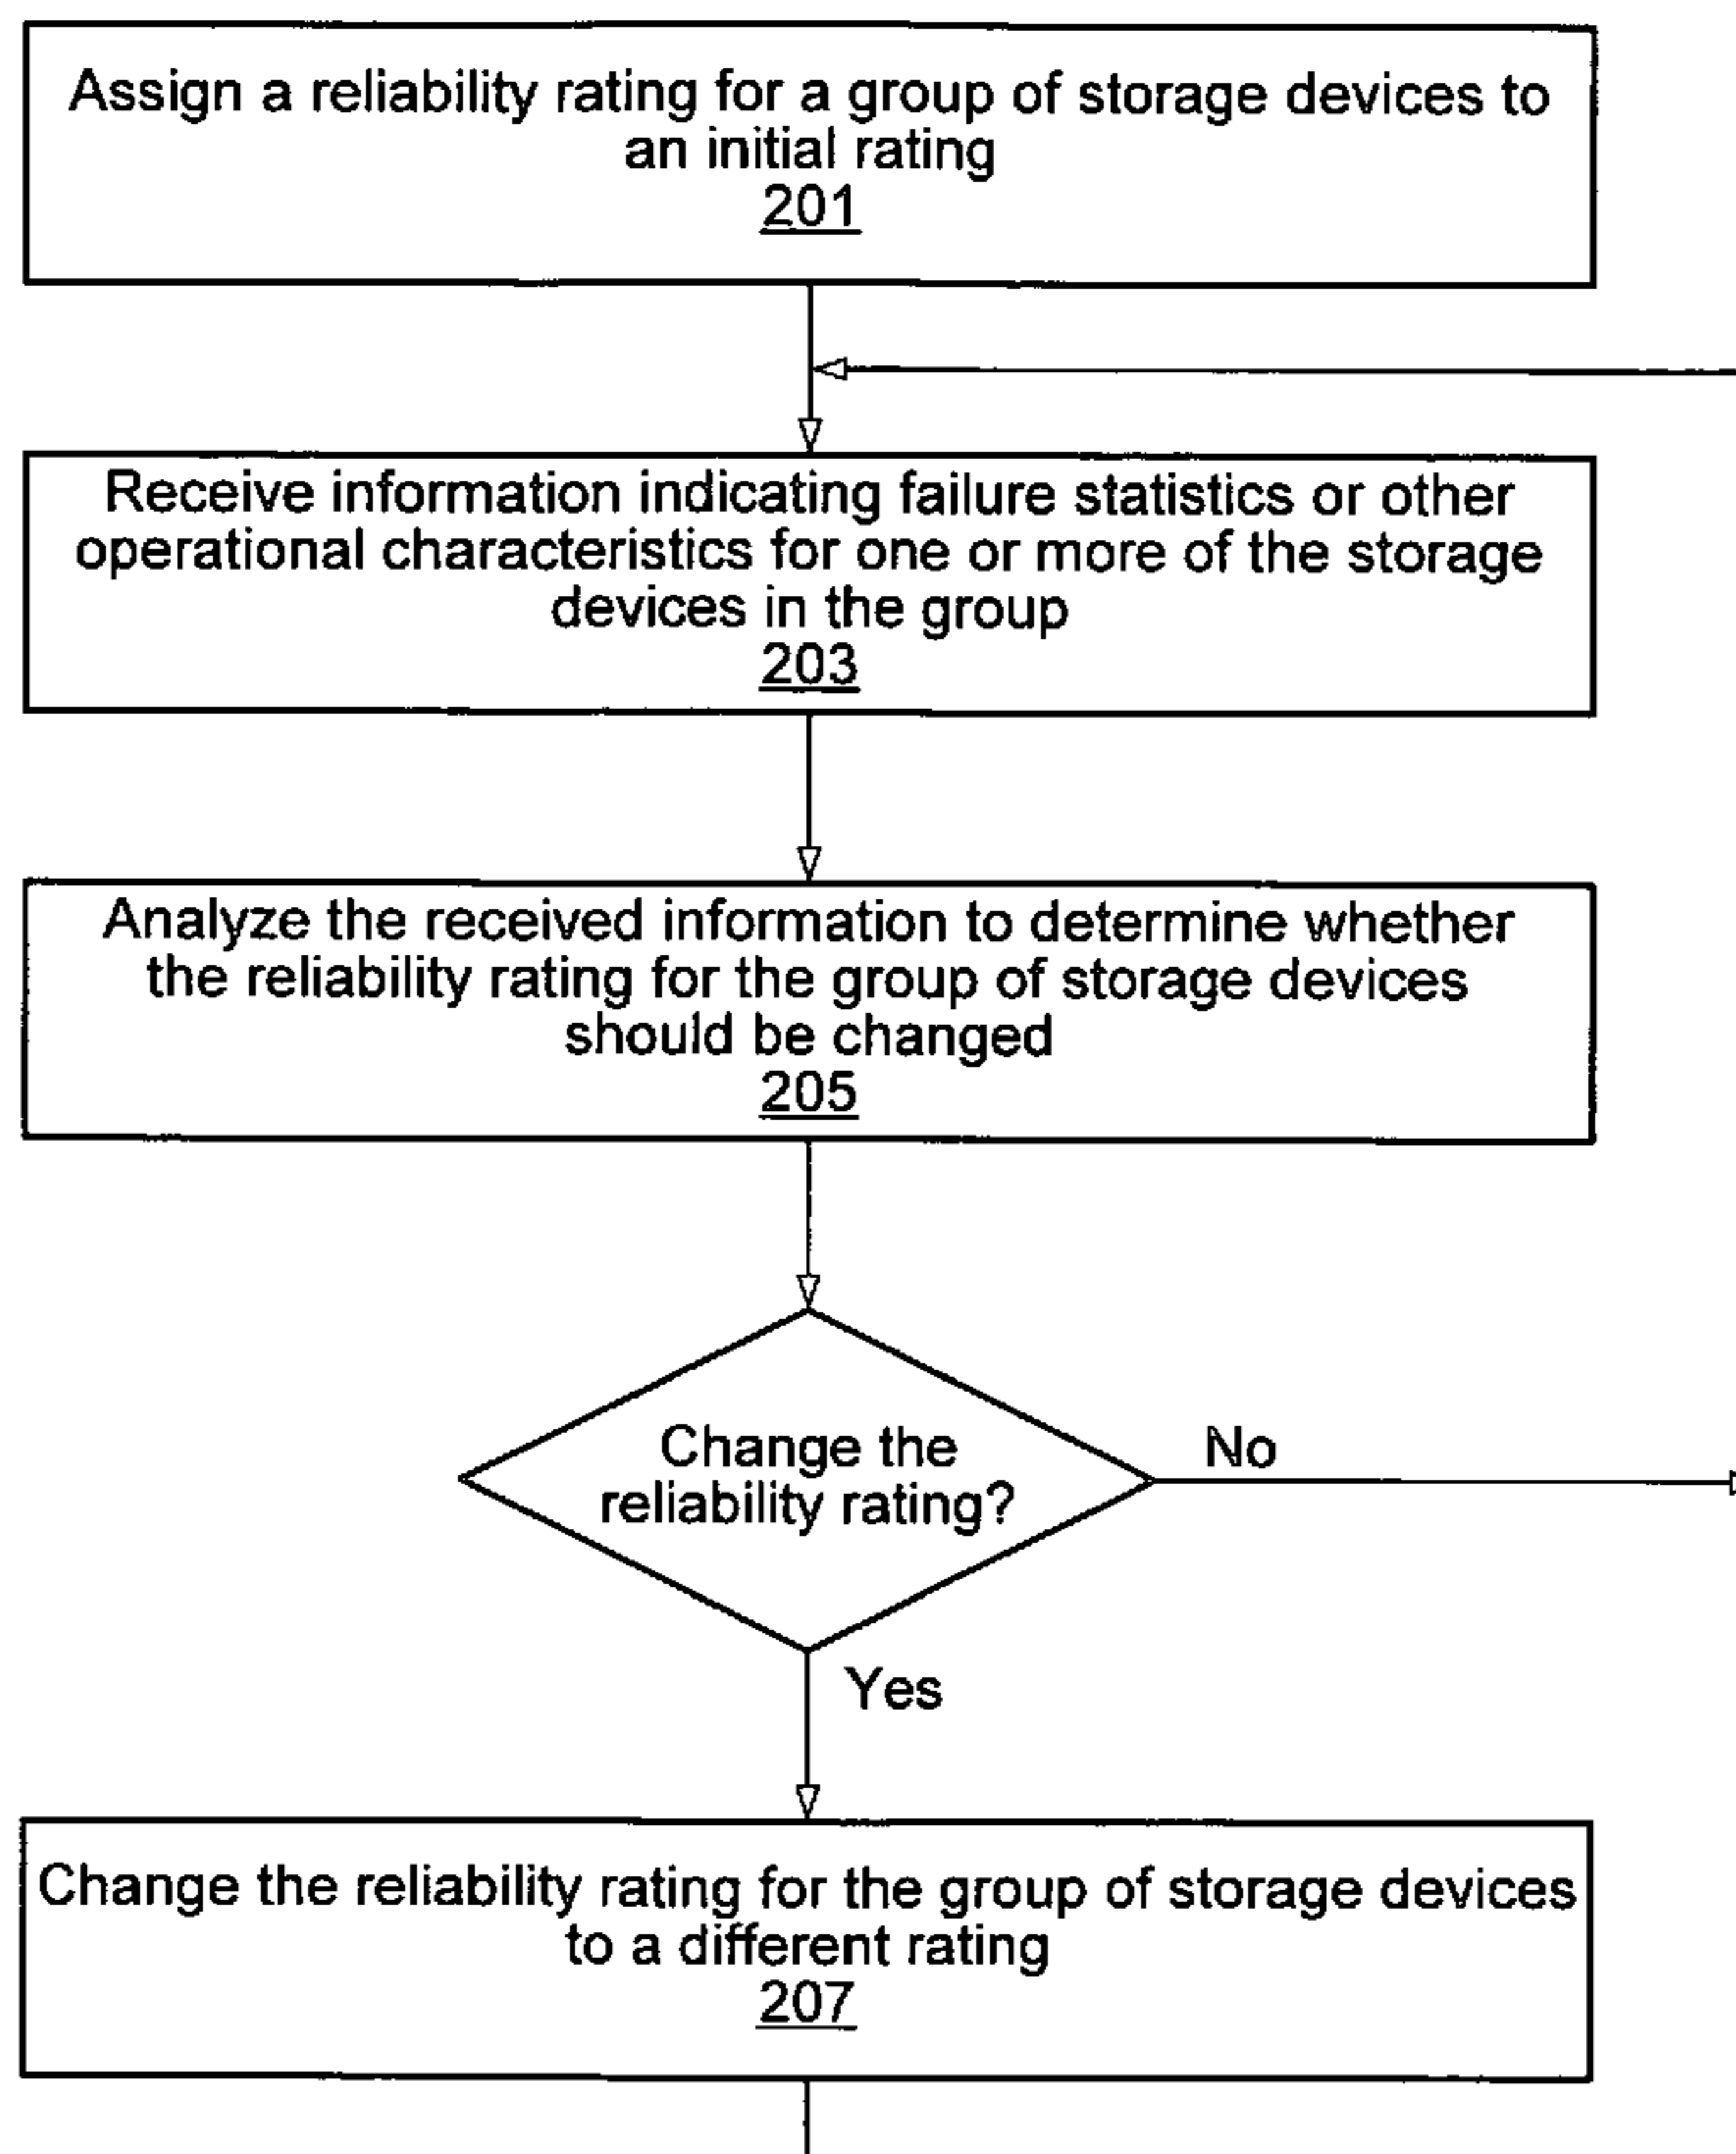 Assign a reliability rating for a group of storage devices to
an initial rating
201
Receive information indicating failure statistics or other
operational characteristics for one or more of the storage
devices in the group
203
Analyze the received information to determine whether
the reliability rating for the group of storage devices
should be changed
205
Change the
reliability rating?
No
Yes
Change the reliability rating for the group of storage devices
to a different rating
207